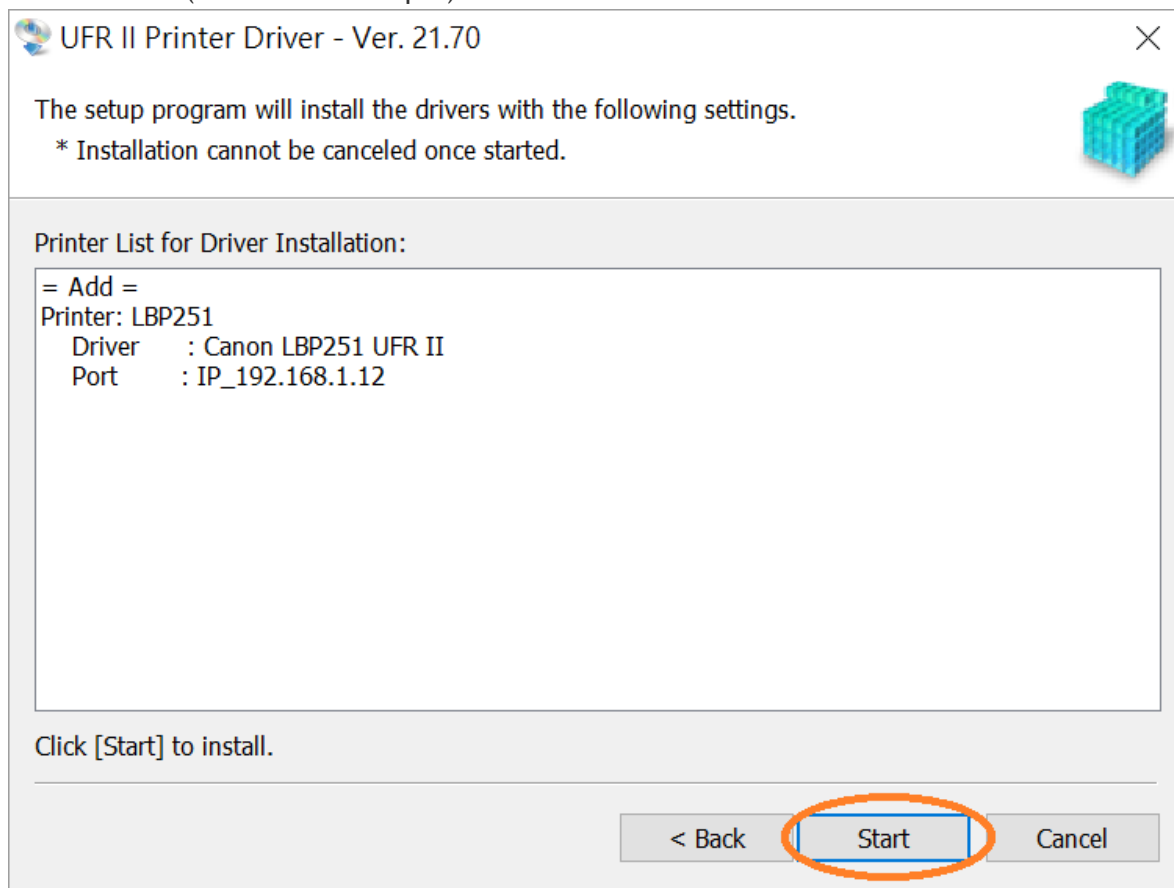 UFR II Printer Driver - Ver. 21.70
The setup program will install the drivers with the following settings.
* Installation cannot be canceled once started.
Printer List for Driver Installation:
= Add =
Printer: LBP251
Driver : Canon LBP251 UFR II
Port : IP_192.168.1.12
Click [Start] to install.
< Back Start Cancel